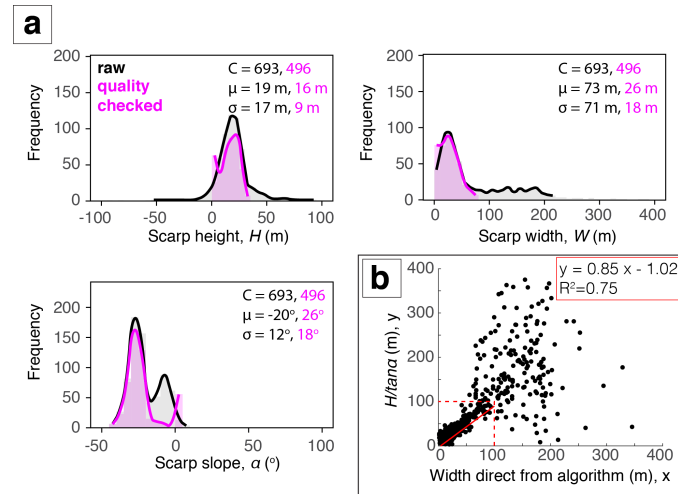 a
200
150
100
50
0
Frequency
raw
quality
checked
C = 693, 496
μ = 19 m, 16 m
σ = 17 m, 9 m
-100 -50 0 50 100
Scarp height, H (m)
200
150
100
50
0
Frequency
C = 693, 496
μ = 73 m, 26 m
σ = 71 m, 18 m
0 100 200 300 400
Scarp width, W (m)
200
150
100
50
0
Frequency
C = 693, 496
μ = -20°, 26°
σ = 12°, 18°
-50 0 50 100
Scarp slope, α (°)
b
y = 0.85 x - 1.02
R²=0.75
400
300
200
100
0
H/tanα (m), y
0 100 200 300 400
Width direct from algorithm (m), x